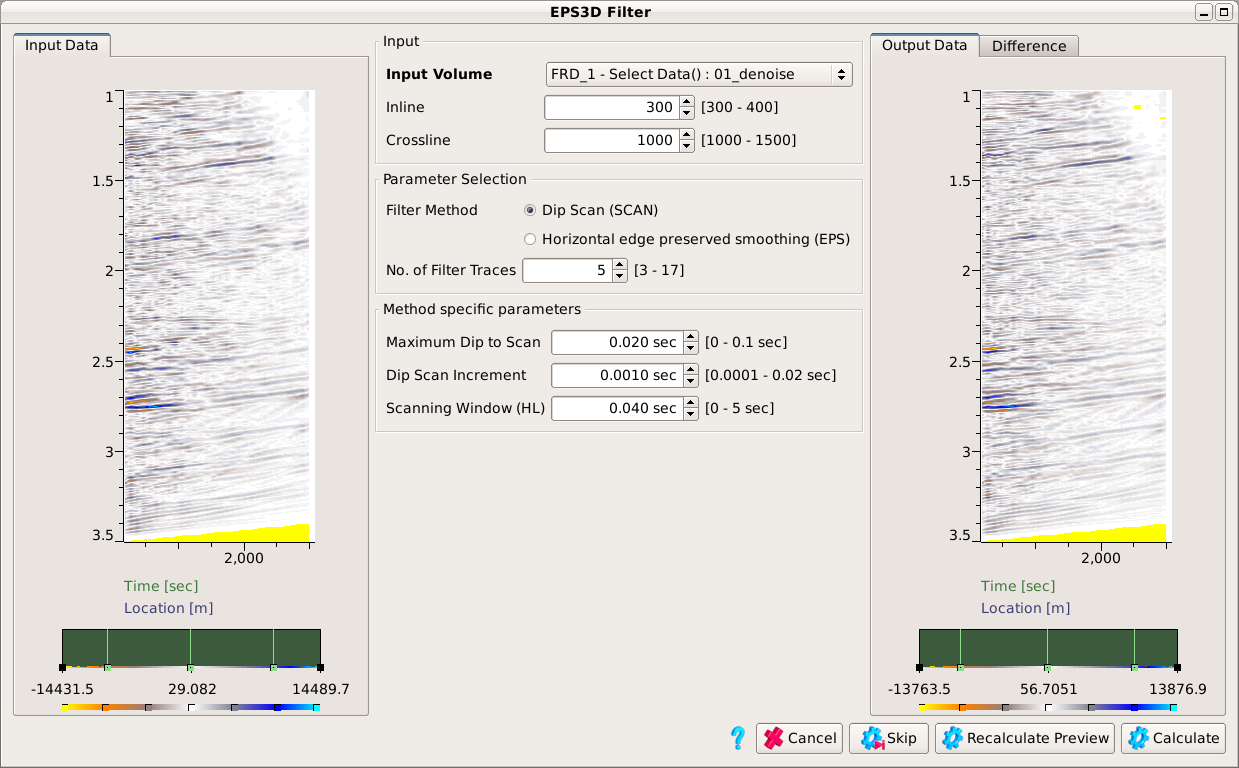 EPS3D Filter
Input Data
1
1.5
2
2.5
3
3.5
2,000
Time [sec]
Location [m]
-14431.5 29.082 14489.7
Input
Input Volume FRD_1 - Select Data() : 01_denoise
Inline 300 [300 - 400]
Crossline 1000 [1000 - 1500]
Parameter Selection
Filter Method Dip Scan (SCAN)
Horizontal edge preserved smoothing (EPS)
No. of Filter Traces 5 [3 - 17]
Method specific parameters
Maximum Dip to Scan 0.020 sec [0 - 0.1 sec]
Dip Scan Increment 0.0010 sec [0.0001 - 0.02 sec]
Scanning Window (HL) 0.040 sec [0 - 5 sec]
Output Data Difference
1
1.5
2
2.5
3
3.5
2,000
Time [sec]
Location [m]
-13763.5 56.7051 13876.9
? Cancel Skip Recalculate Preview Calculate